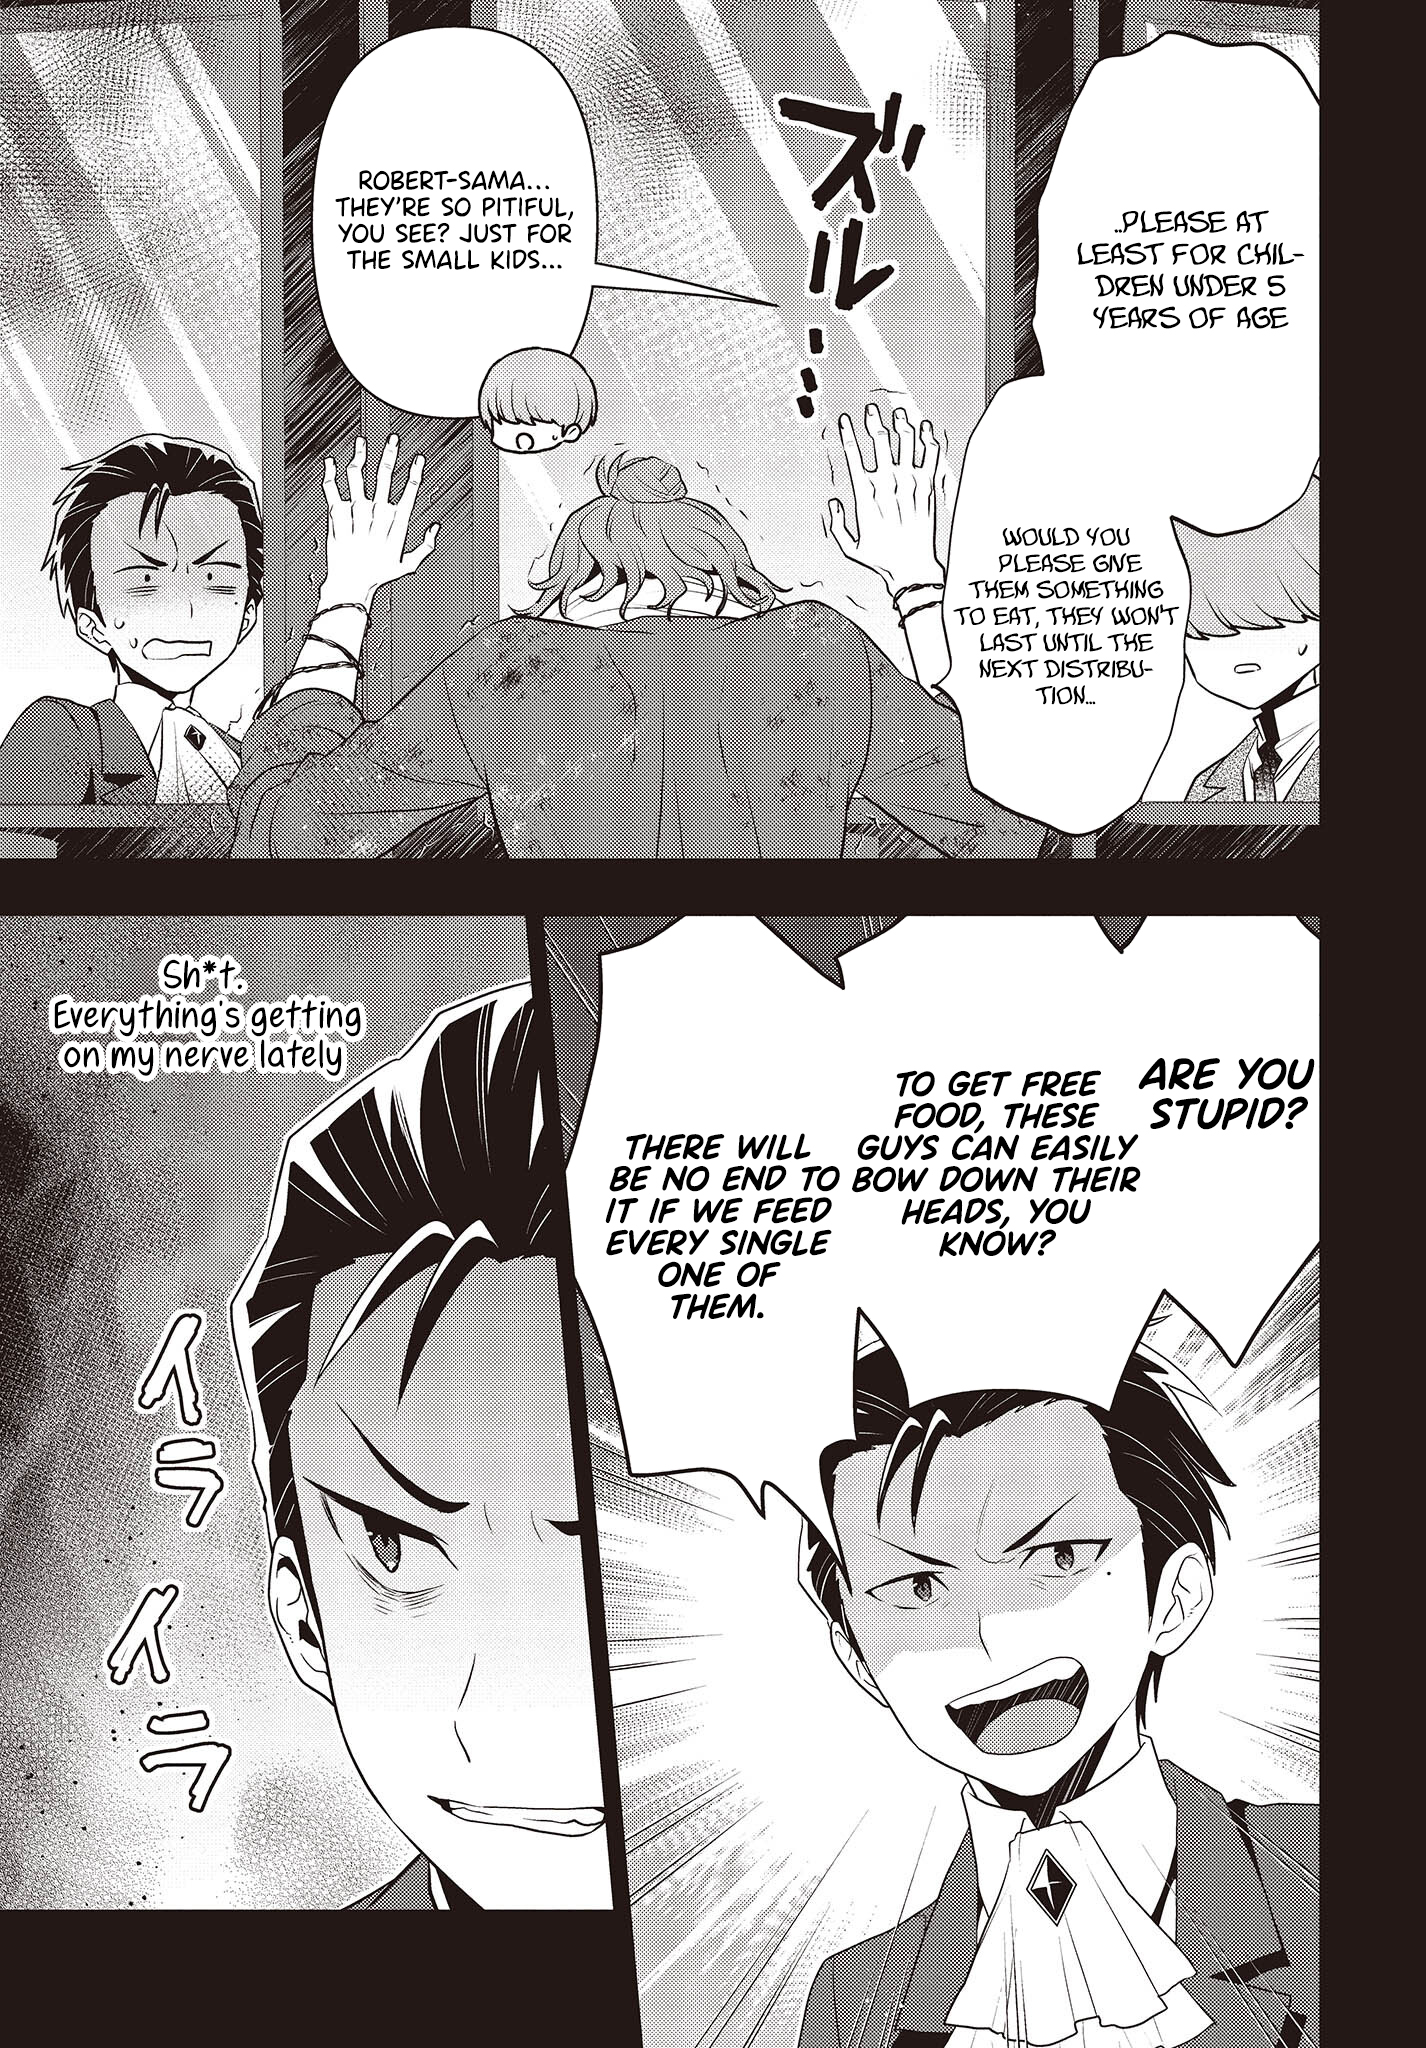 ..PLEASE AT
LEAST FOR CHIL-
DREN UNDER 5
YEARS OF AGE
WOULD YOU
PLEASE GIVE
THEM SOMETHING
TO EAT, THEY WON'T
LAST UNTIL THE
NEXT DISTRIBU-
TION...
ズルッ...
ROBERT-SAMA...
THEY'RE SO PITIFUL,
YOU SEE? JUST FOR
THE SMALL KIDS...
ARE YOU
STUPID?
TO GET FREE
FOOD, THESE
GUYS CAN EASILY
BOW DOWN THEIR
HEADS, YOU
KNOW?
THERE WILL
BE NO END TO
IT IF WE FEED
EVERY SINGLE
ONE OF
THEM.
Sh*t.
Everything's getting
on my nerve lately
イラ
イラ